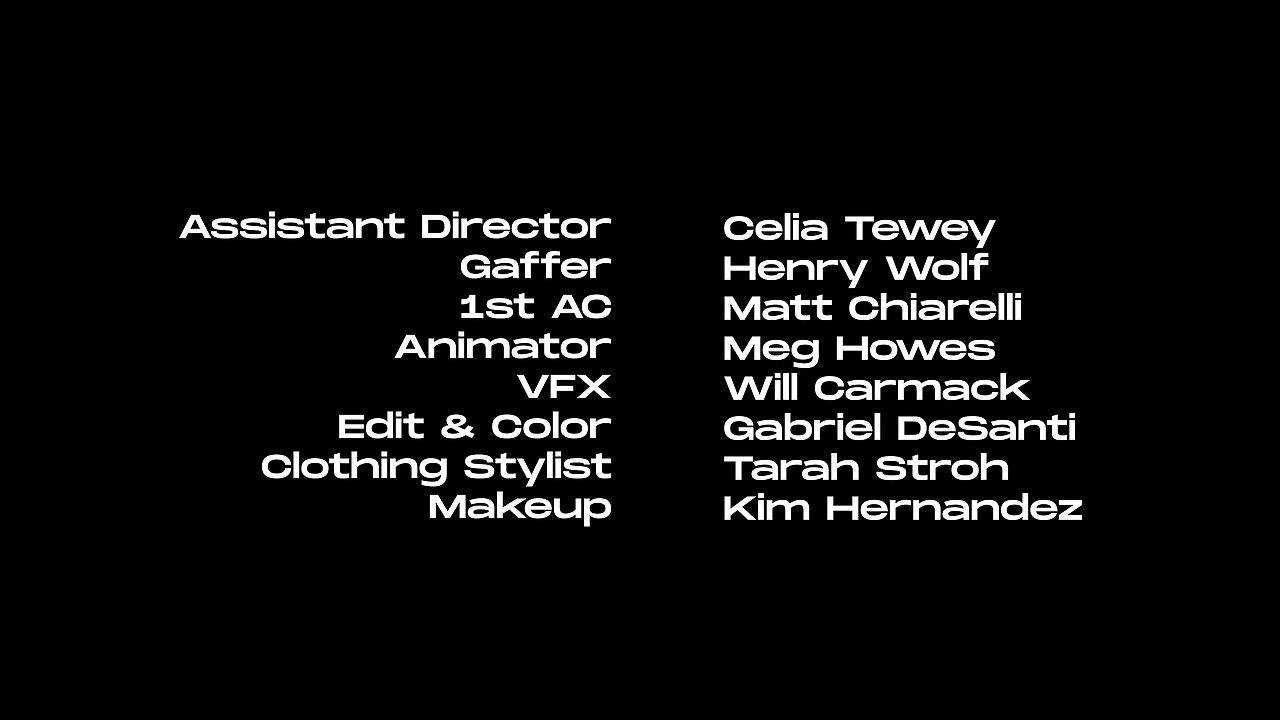 Assistant Director Celia Tewey
Gaffer Henry Wolf
1st AC Matt Chiarelli
Animator Meg Howes
VFX Will Carmack
Edit & Color Gabriel DeSanti
Clothing Stylist Tarah Stroh
Makeup Kim Hernandez